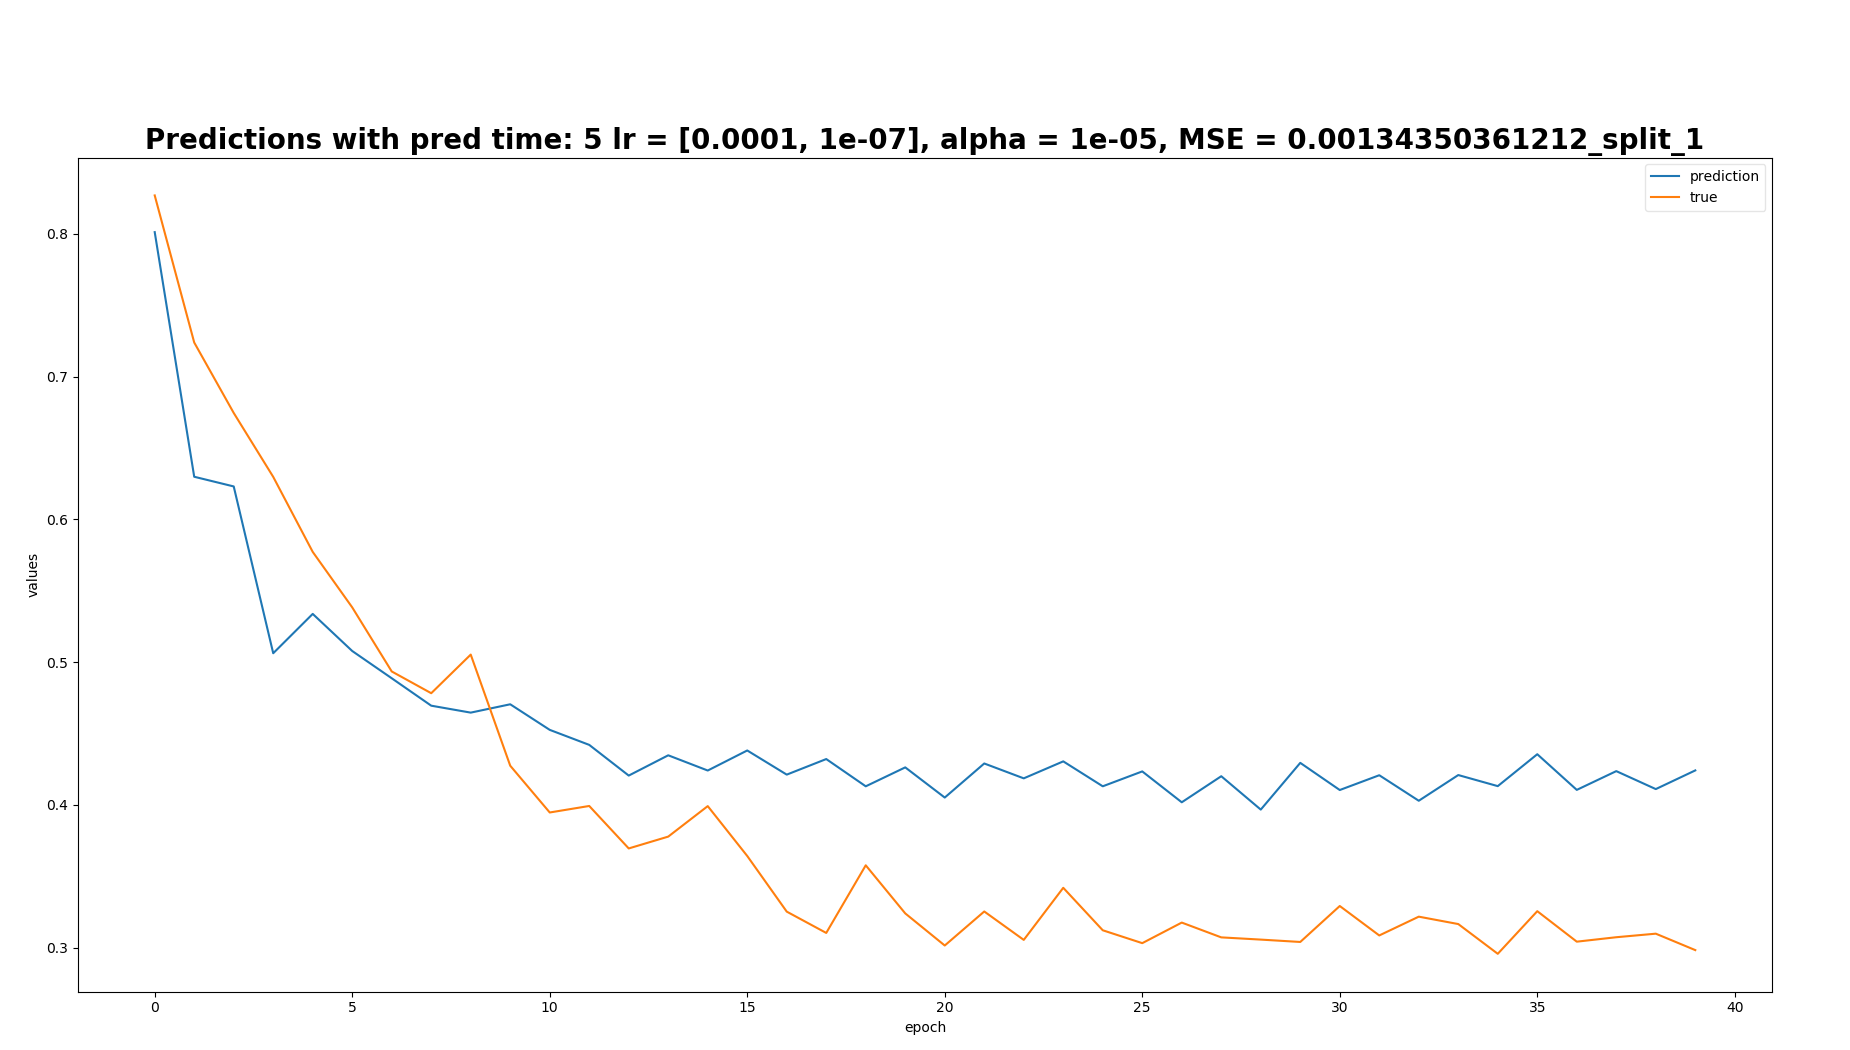 Predictions with pred time: 5 lr = [0.0001, 1e-07], alpha = 1e-05, MSE = 0.00134350361212_split_1
prediction
true
0.8
0.7
0.6
0.5
0.4
0.3
values
0 5 10 15 20 25 30 35 40
epoch